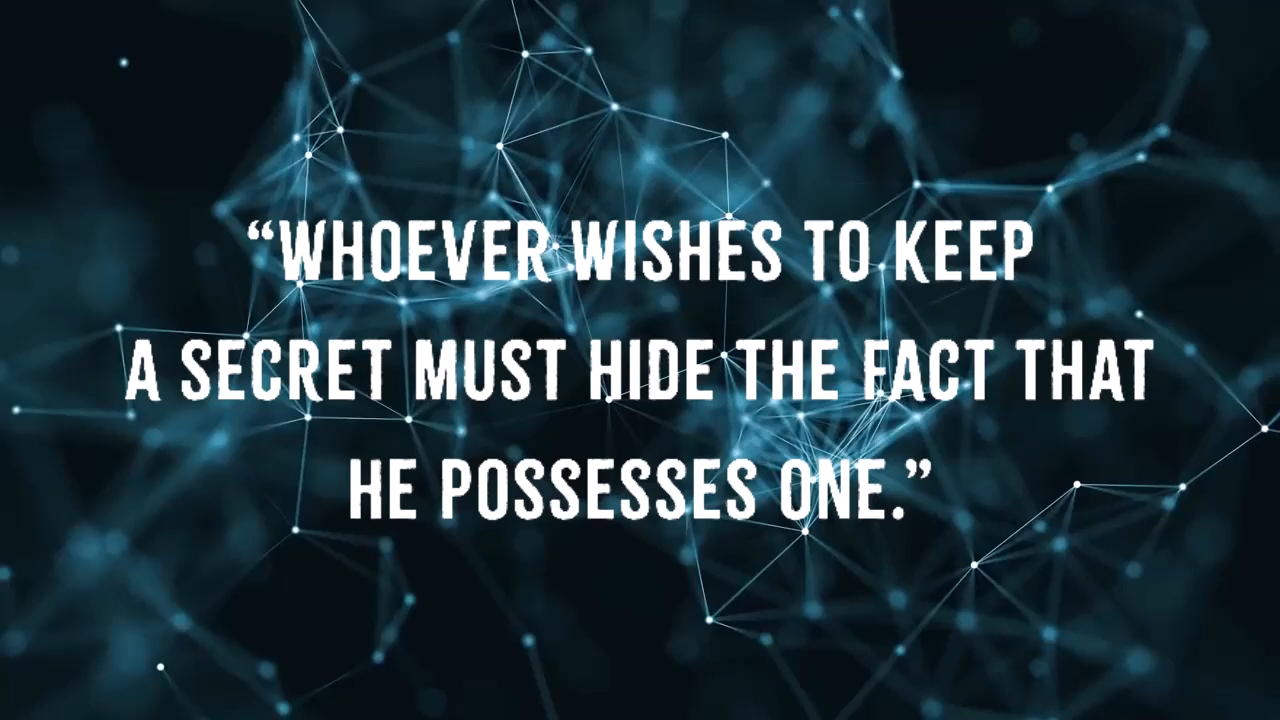 “WHOEVER WISHES TO KEEP
A SECRET MUST HIDE THE FACT THAT
HE POSSESSES ONE.”